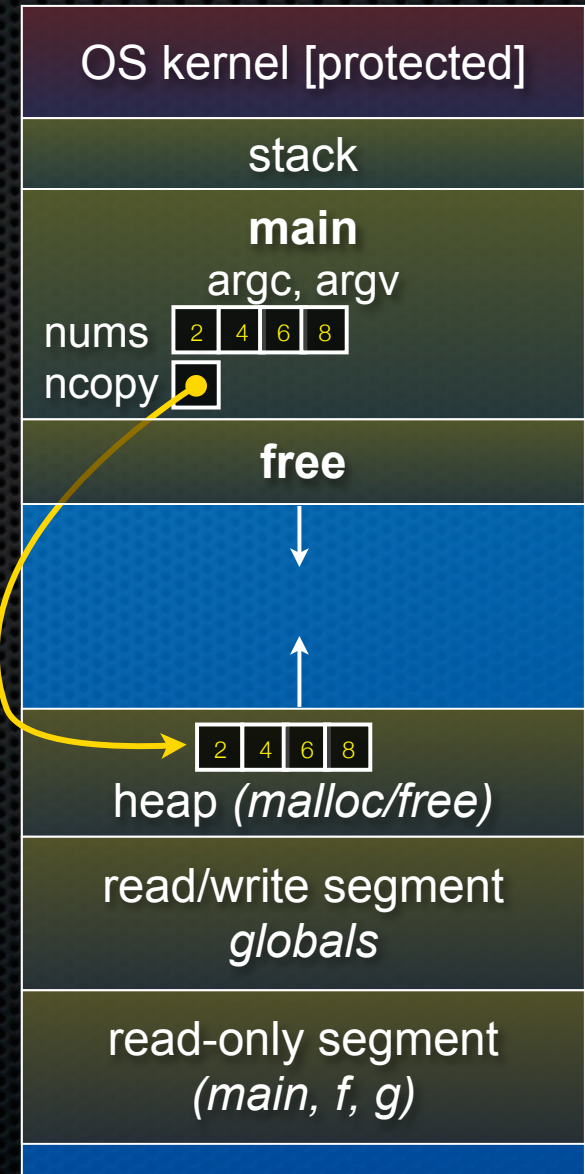 OS kernel [protected]
stack
main
argc, argv
nums 2 4 6 8
ncopy
free
2 4 6 8
heap (malloc/free)
read/write segment
globals
read-only segment
(main, f, g)